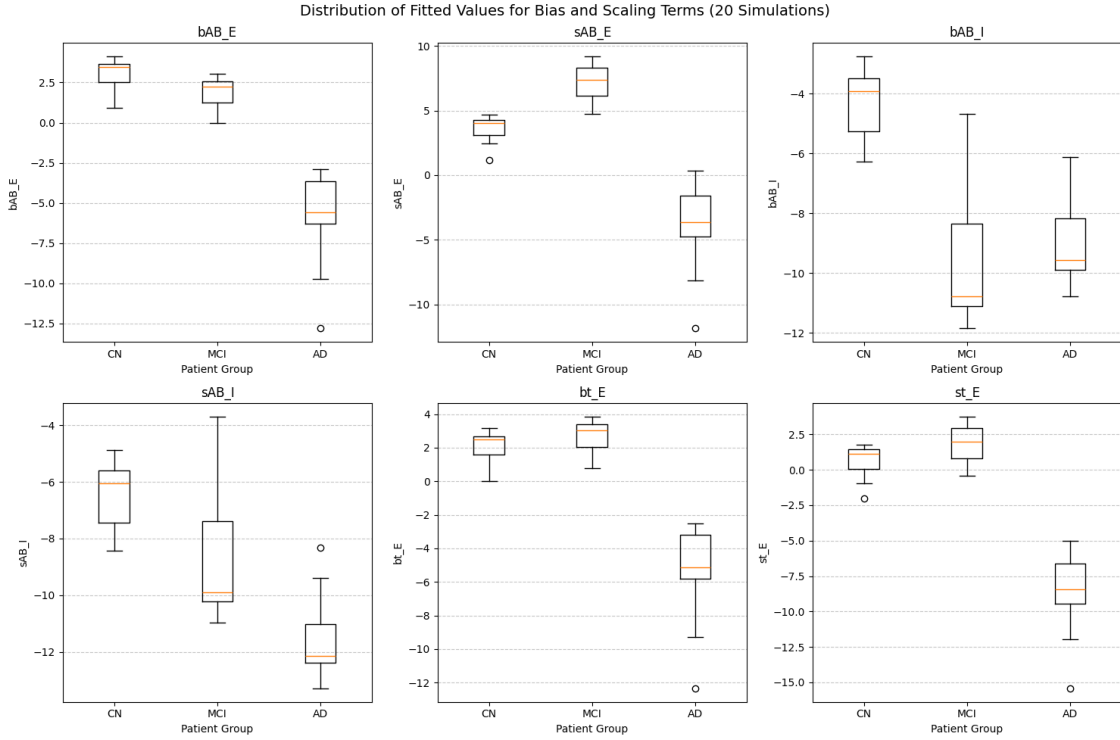 Distribution of Fitted Values for Bias and Scaling Terms (20 Simulations)
bAB_E
bAB_E
2.5
0.0
−2.5
−5.0
−7.5
−10.0
−12.5
CN MCI AD
Patient Group
sAB_E
sAB_E
10
5
0
−5
−10
CN MCI AD
Patient Group
bAB_I
bAB_I
−4
−6
−8
−10
−12
CN MCI AD
Patient Group
sAB_I
sAB_I
−4
−6
−8
−10
−12
CN MCI AD
Patient Group
bt_E
bt_E
4
2
0
−2
−4
−6
−8
−10
−12
CN MCI AD
Patient Group
st_E
st_E
2.5
0.0
−2.5
−5.0
−7.5
−10.0
−12.5
−15.0
CN MCI AD
Patient Group